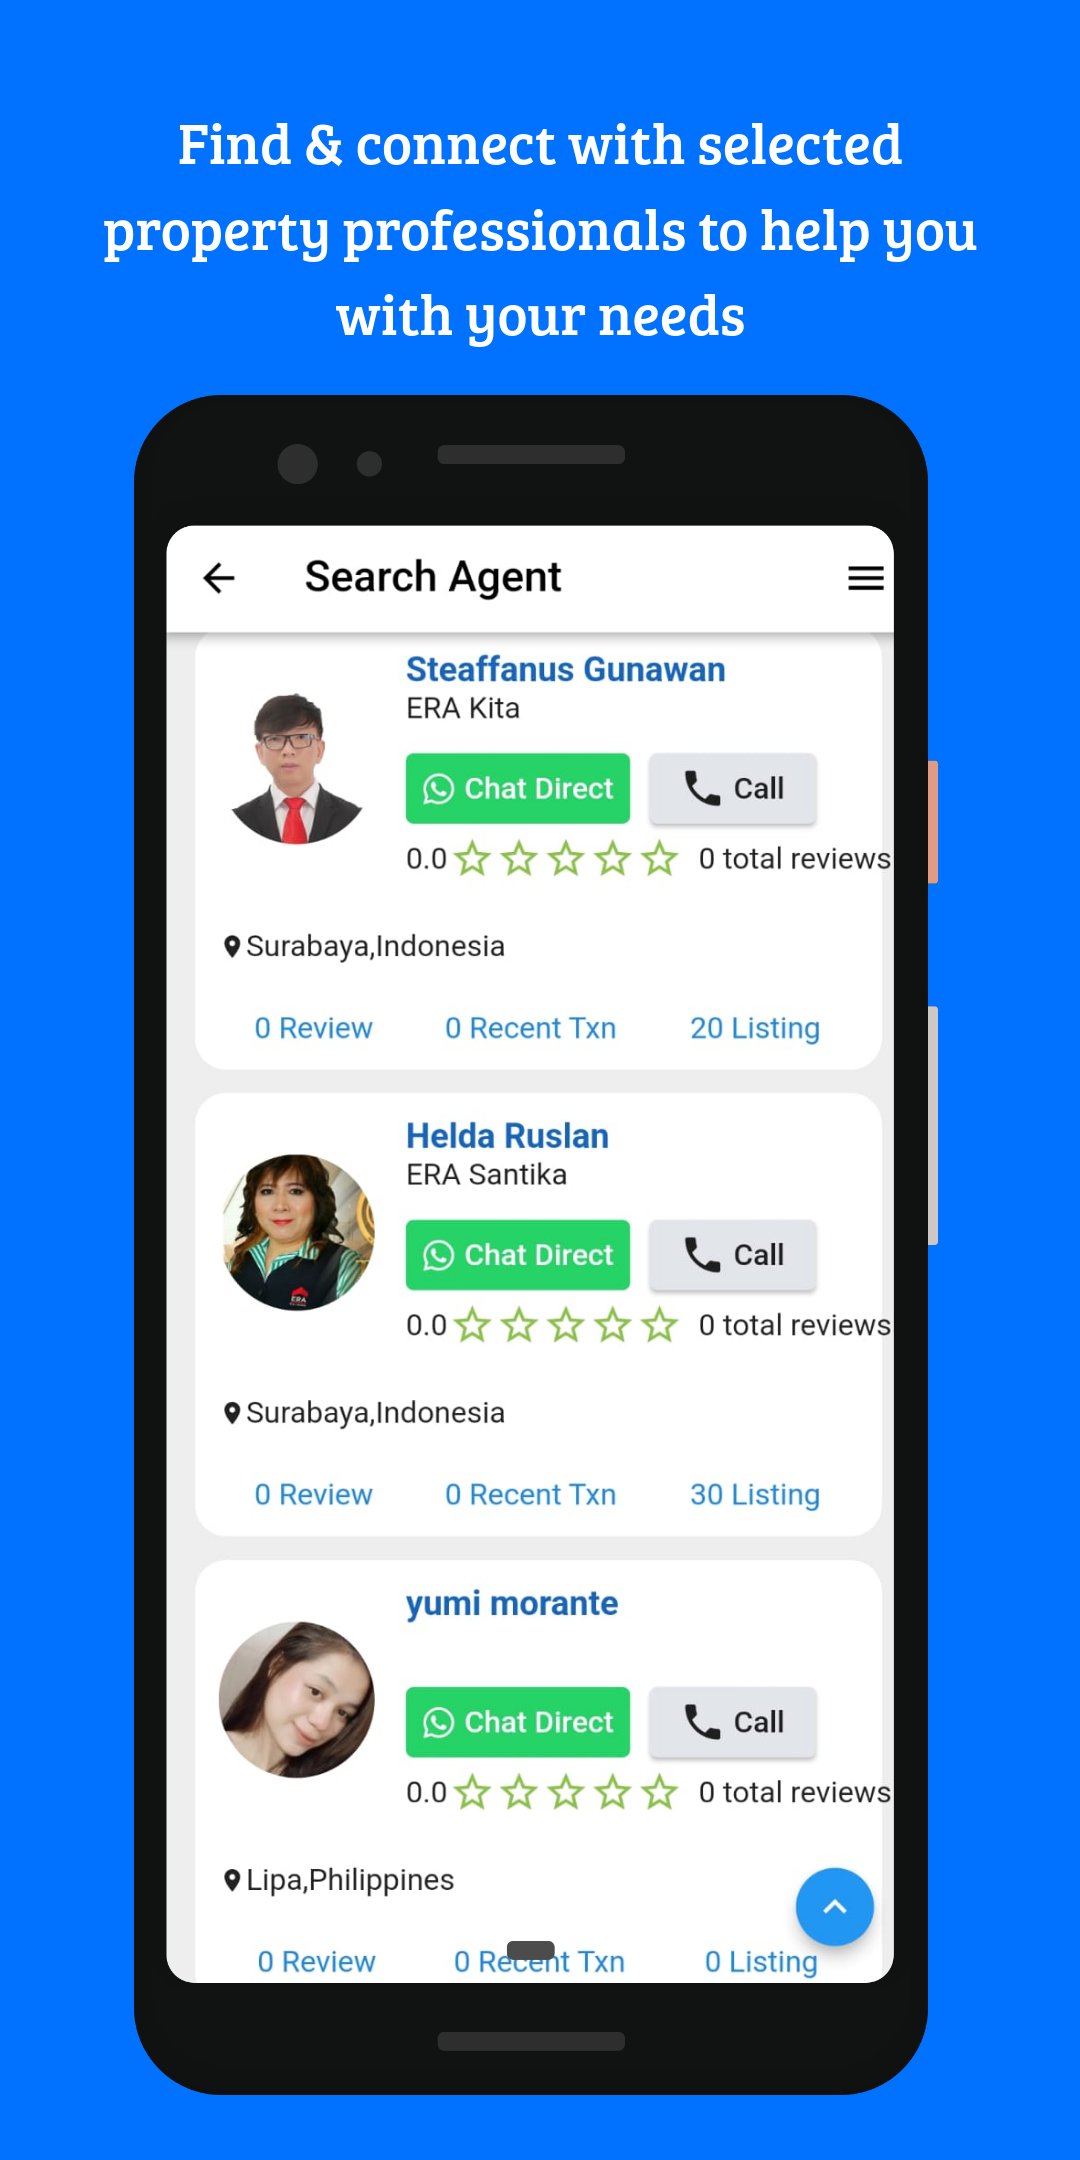 Find & connect with selected
property professionals to help you
with your needs
Search Agent
Steaffanus Gunawan
ERA Kita
Chat Direct
Call
0.0
0 total reviews
Surabaya,Indonesia
0 Review
0 Recent Txn
20 Listing
Helda Ruslan
ERA Santika
ERA
Chat Direct
Call
0.0
0 total reviews
Surabaya,Indonesia
0 Review
0 Recent Txn
30 Listing
yumi morante
Chat Direct
Call
0.0
0 total reviews
Lipa,Philippines
0 Review
0 Recent Txn
0 Listing